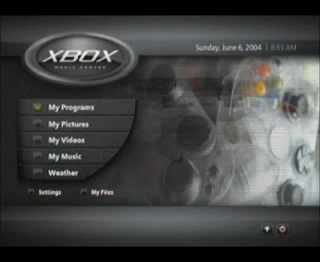 XBOX
MEDIA CENTER
Sunday, June 6, 2004 | 8:33 AM
My Programs
My Pictures
My Videos
My Music
Weather
Settings
My Files